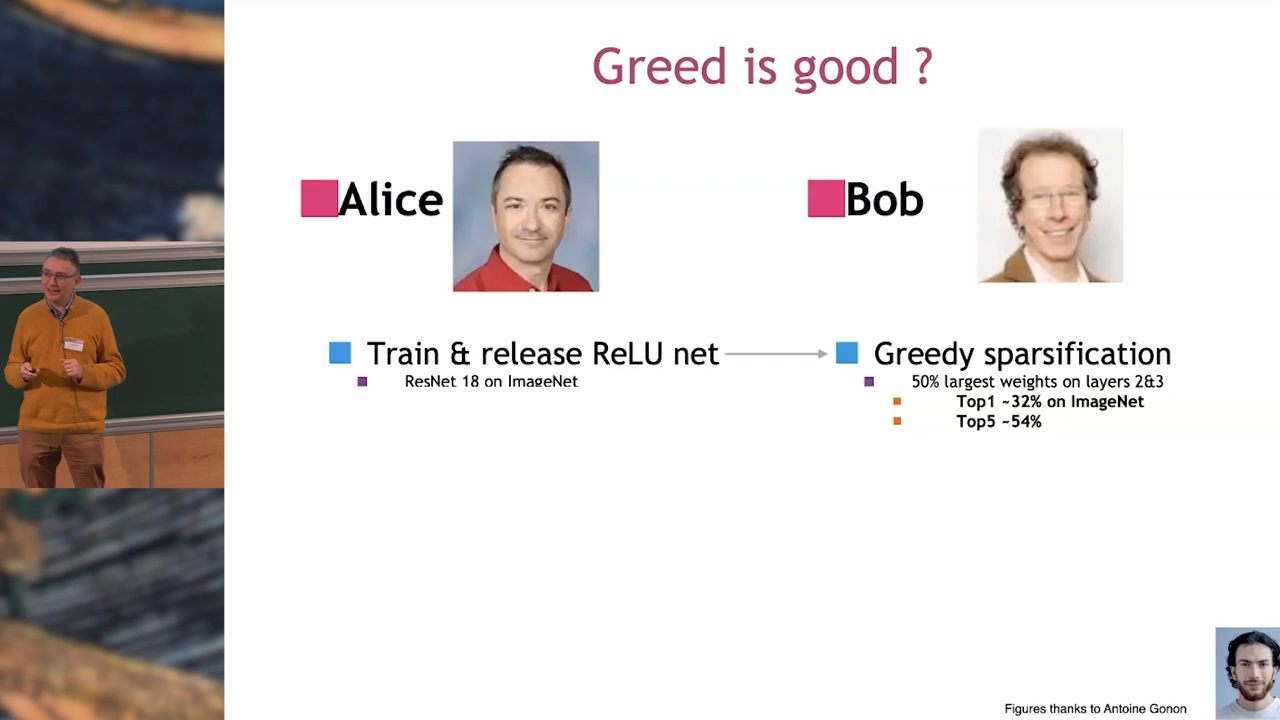 Greed is good ?
Alice
Bob
Train & release ReLU net
Greedy sparsification
ResNet 18 on ImageNet
50% largest weights on layers 2&3
Top1 ~32% on ImageNet
Top5 ~54%
Figures thanks to Antoine Gonon